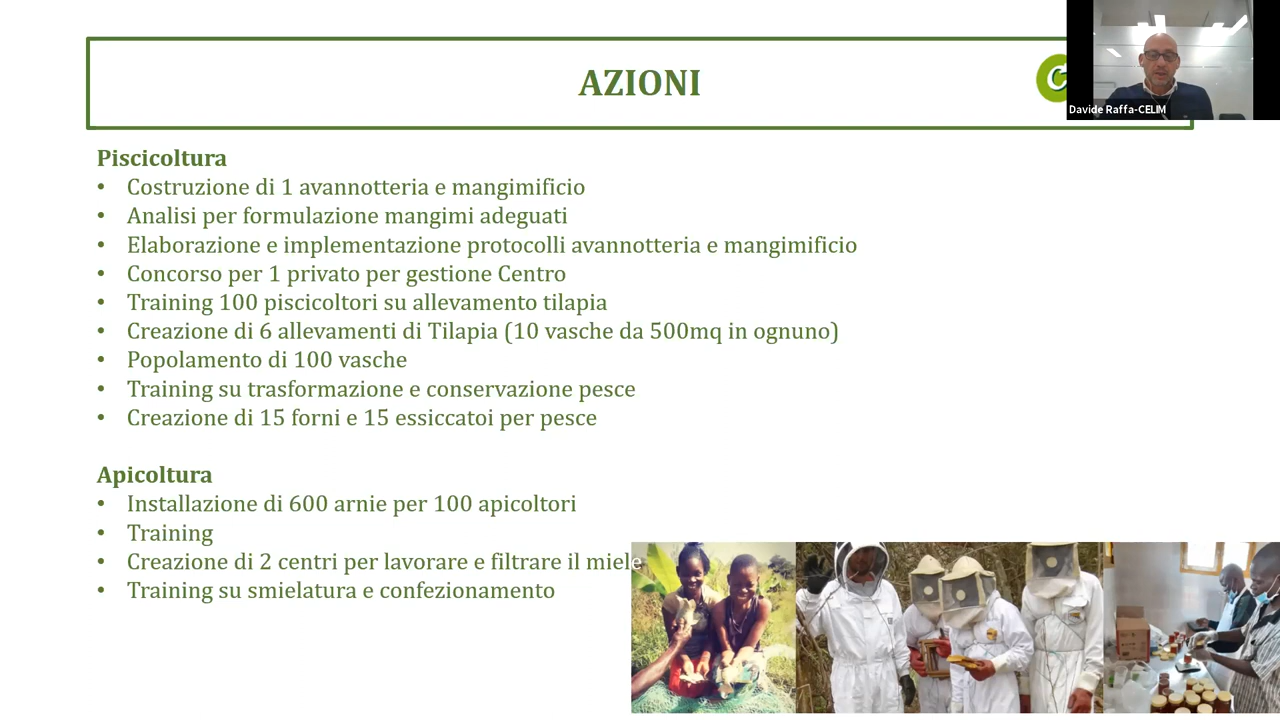 AZIONI
Davide Raffa-CELIM
Piscicoltura
• Costruzione di 1 avannotteria e mangimificio
• Analisi per formulazione mangimi adeguati
• Elaborazione e implementazione protocolli avannotteria e mangimificio
• Concorso per 1 privato per gestione Centro
• Training 100 piscicoltori su allevamento tilapia
• Creazione di 6 allevamenti di Tilapia (10 vasche da 500mq in ognuno)
• Popolamento di 100 vasche
• Training su trasformazione e conservazione pesce
• Creazione di 15 forni e 15 essiccatoi per pesce
Apicoltura
• Installazione di 600 arnie per 100 apicoltori
• Training
• Creazione di 2 centri per lavorare e filtrare il miele
• Training su smielatura e confezionamento